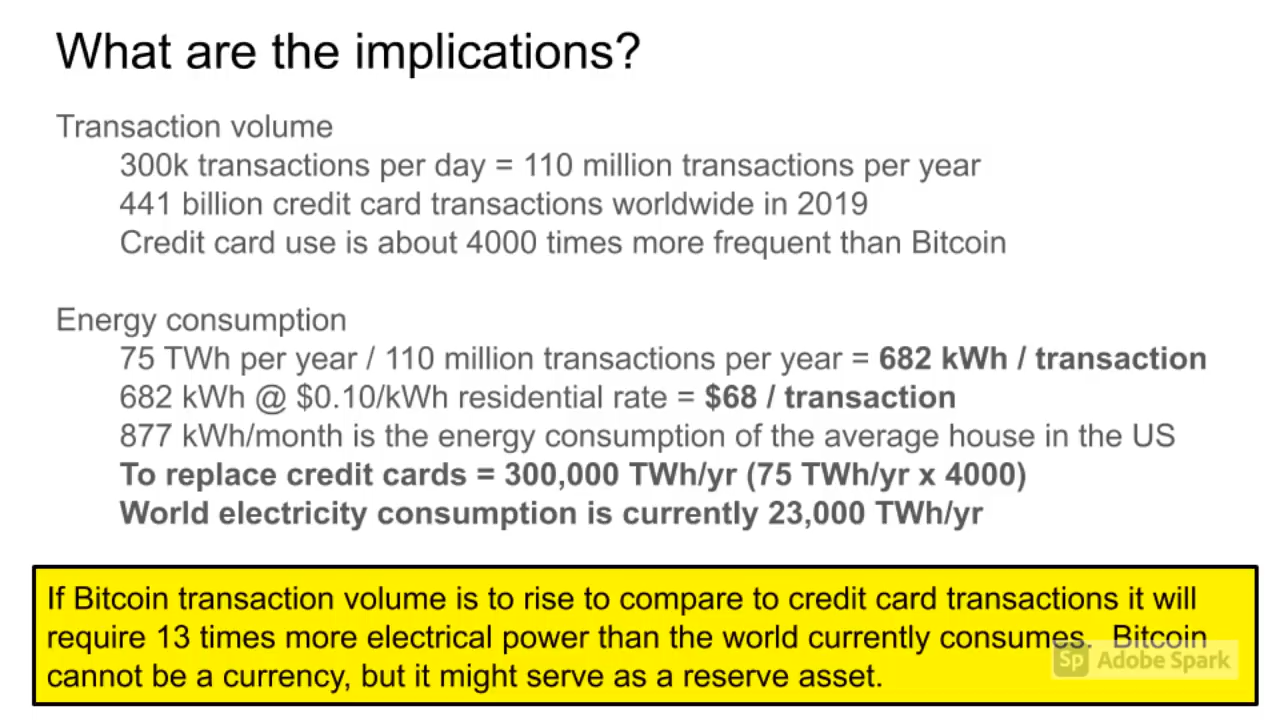 What are the implications?
Transaction volume
300k transactions per day = 110 million transactions per year
441 billion credit card transactions worldwide in 2019
Credit card use is about 4000 times more frequent than Bitcoin
Energy consumption
75 TWh per year / 110 million transactions per year = 682 kWh / transaction
682 kWh @ $0.10/kWh residential rate = $68 / transaction
877 kWh/month is the energy consumption of the average house in the US
To replace credit cards = 300,000 TWh/yr (75 TWh/yr x 4000)
World electricity consumption is currently 23,000 TWh/yr
If Bitcoin transaction volume is to rise to compare to credit card transactions it will
require 13 times more electrical power than the world currently consumes. Bitcoin
cannot be a currency, but it might serve as a reserve asset.
Sp Adobe Spark